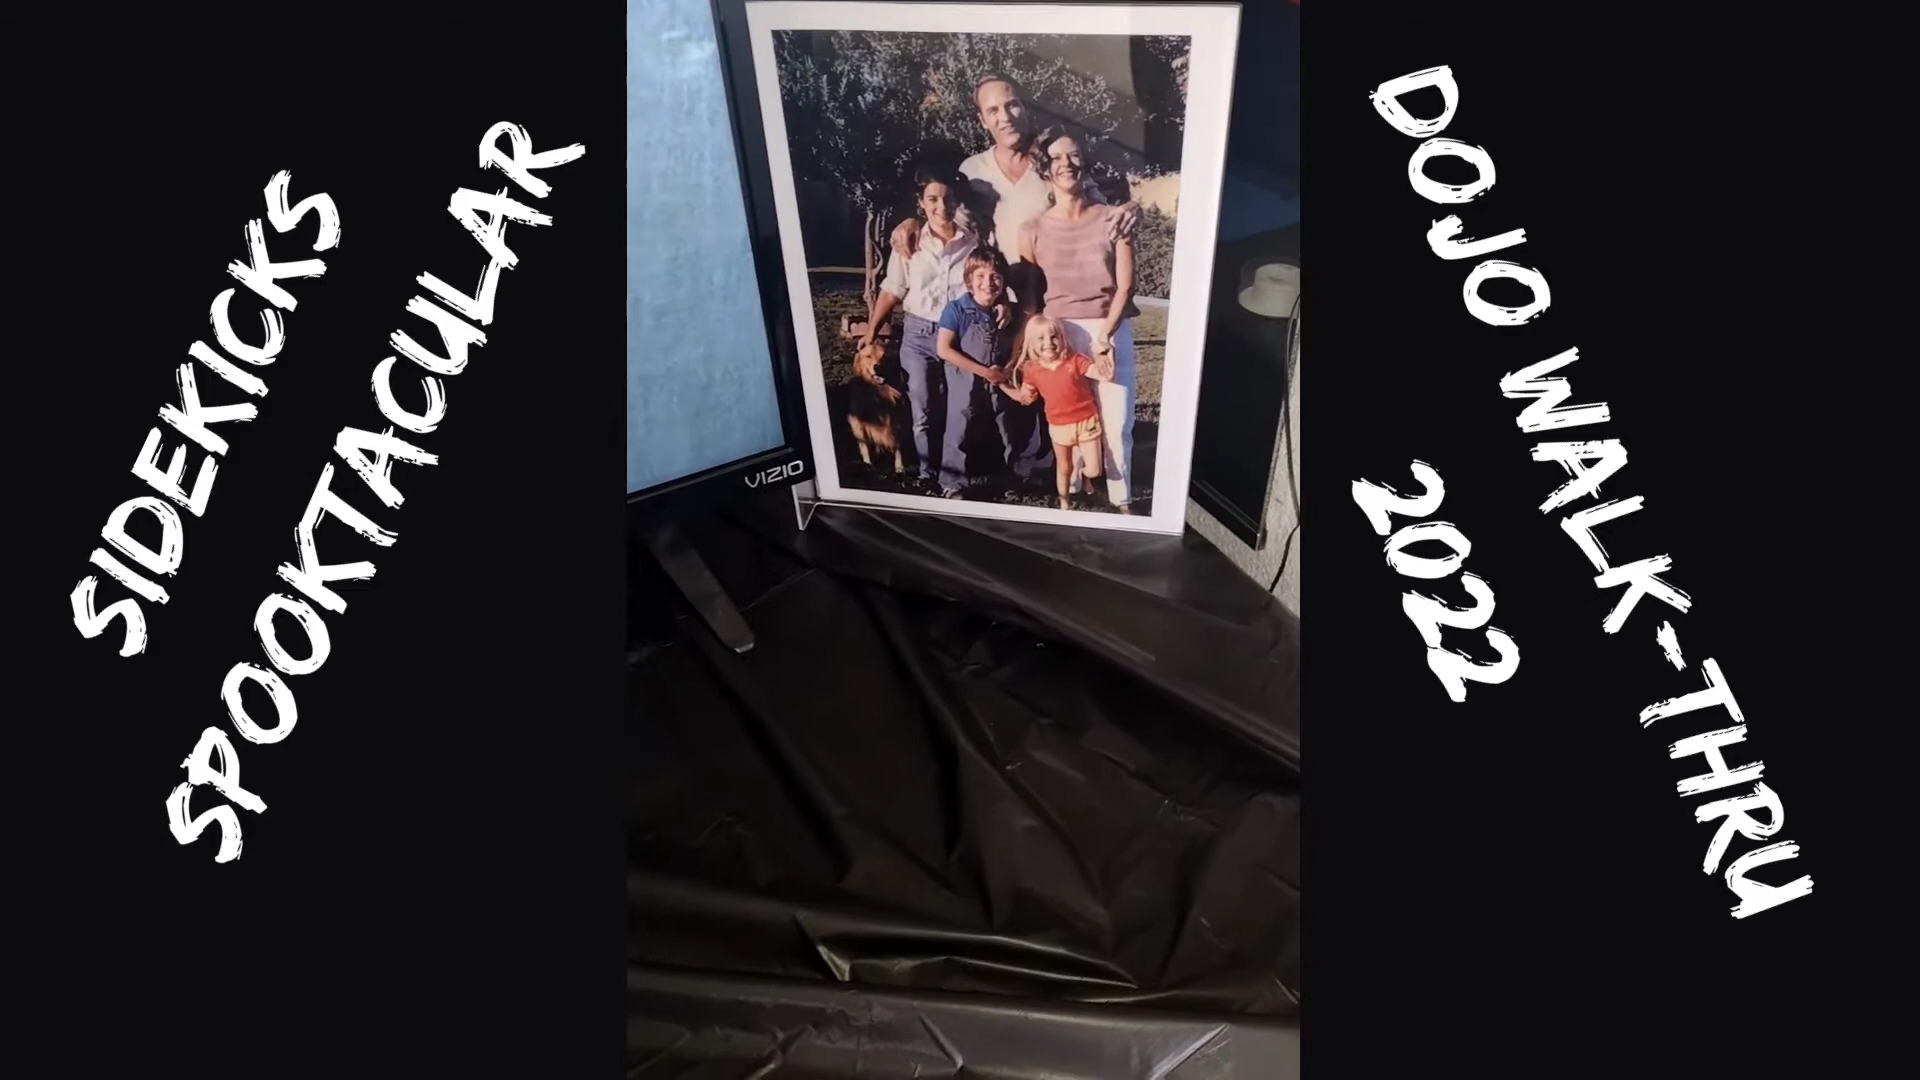 SIDEKICKS
SPOOKTACULAR
VIZIO
DOJO WALK-THRU
2022